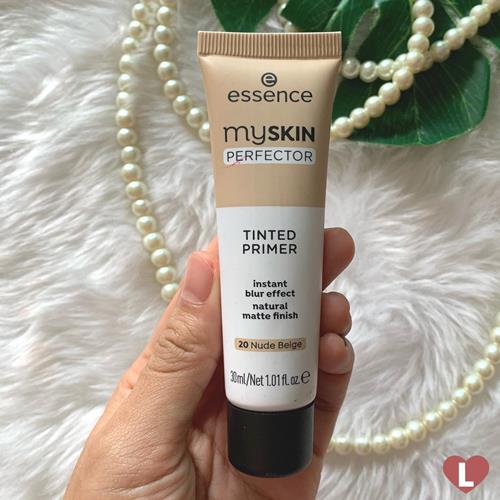 essence
mySKIN
PERFECTOR
TINTED
PRIMER
instant
blur effect
natural
matte finish
20 Nude Beige
30ml/Net 1.01 fl. oz. e
L